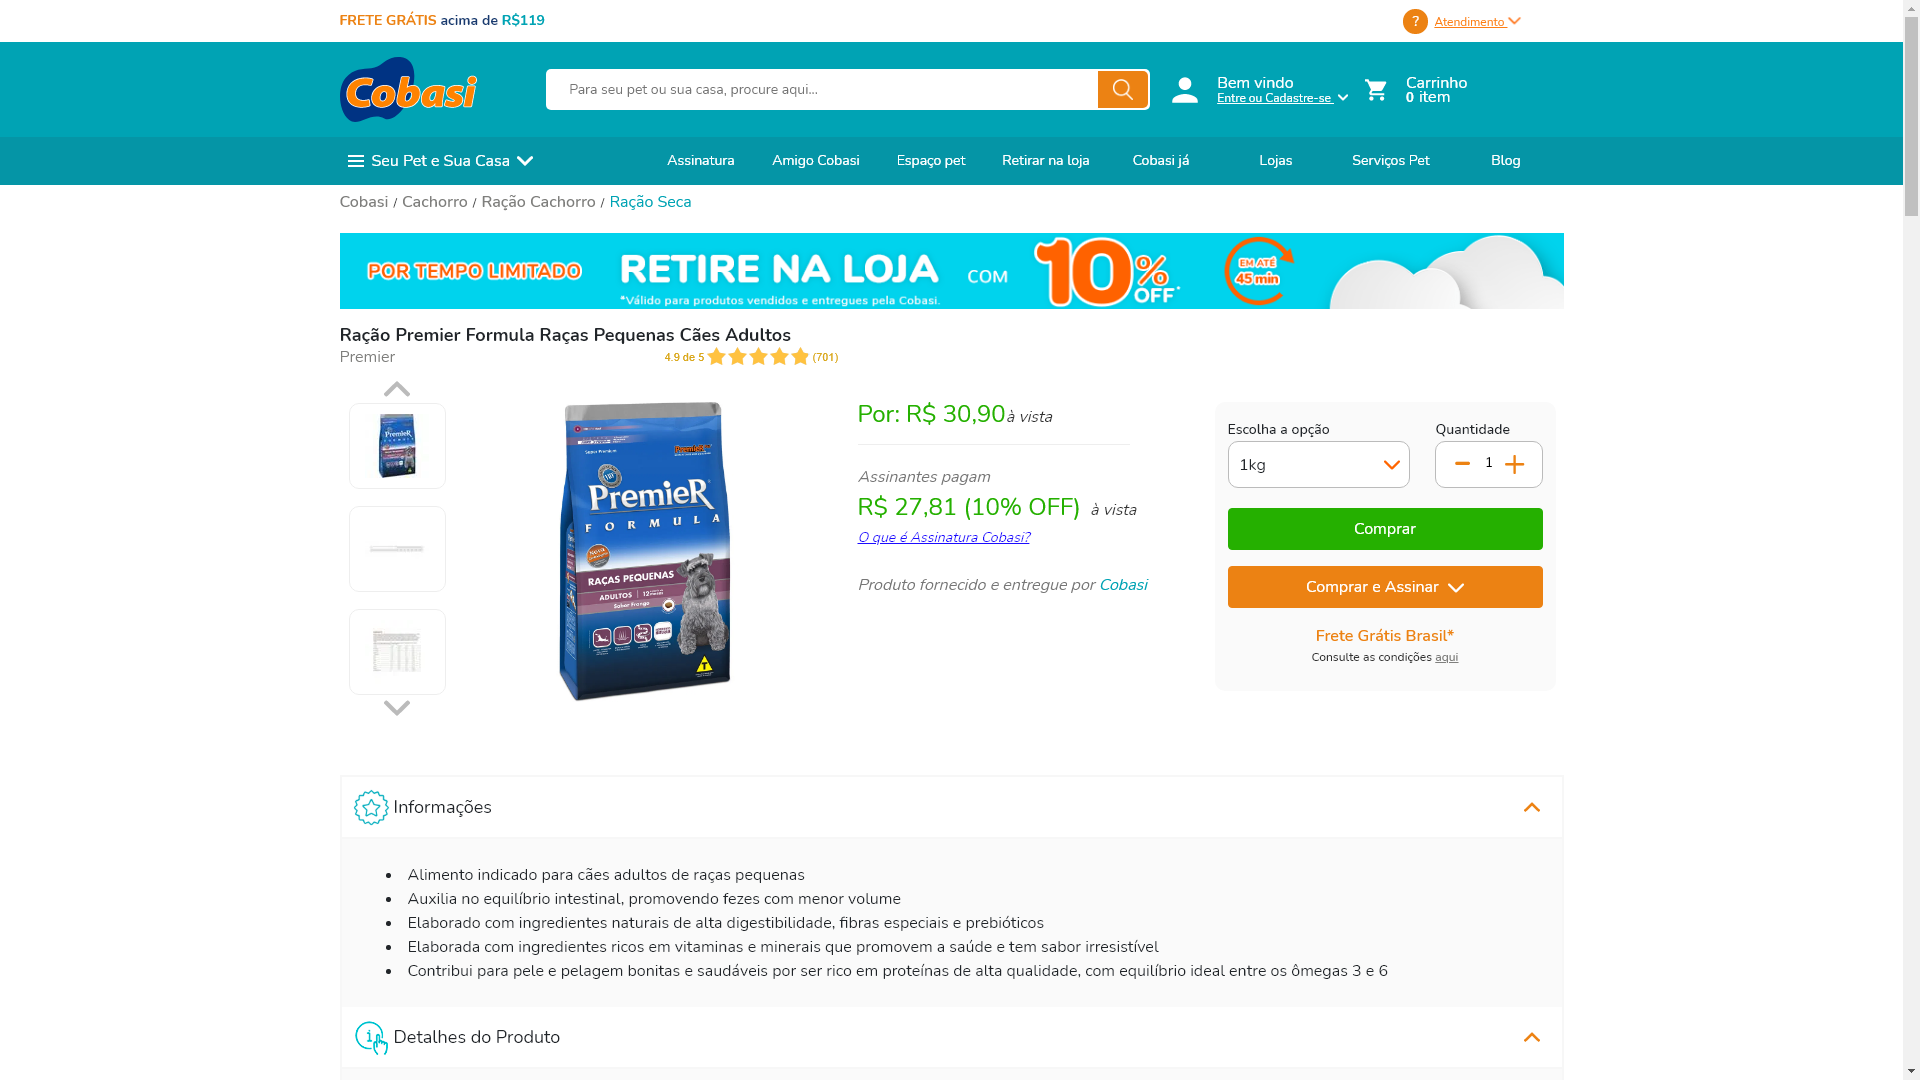 FRETE GRÁTIS acima de R$119
? Atendimento
Cobasi
Para seu pet ou sua casa, procure aqui...
Bem vindo
Entre ou Cadastre-se
Carrinho
0 item
Seu Pet e Sua Casa
Assinatura
Amigo Cobasi
Espaço pet
Retirar na loja
Cobasi já
Lojas
Serviços Pet
Blog
Cobasi / Cachorro / Ração Cachorro / Ração Seca
POR TEMPO LIMITADO
RETIRE NA LOJA
*Válido para produtos vendidos e entregues pela Cobasi.
COM
10% OFF*
EM ATÉ
45 min
Ração Premier Formula Raças Pequenas Cães Adultos
Premier
4.9 de 5
(701)
PremieR
FORMULA
Super Premium
PremieR
FORMULA
RAÇAS PEQUENAS
ADULTOS
12
Sabor Frango
T
Por: R$ 30,90 à vista
Assinantes pagam
R$ 27,81 (10% OFF) à vista
O que é Assinatura Cobasi?
Produto fornecido e entregue por Cobasi
Escolha a opção
Quantidade
1kg
1
Comprar
Comprar e Assinar
Frete Grátis Brasil*
Consulte as condições aqui
Informações
• Alimento indicado para cães adultos de raças pequenas
• Auxilia no equilíbrio intestinal, promovendo fezes com menor volume
• Elaborado com ingredientes naturais de alta digestibilidade, fibras especiais e prebióticos
• Elaborada com ingredientes ricos em vitaminas e minerais que promovem a saúde e tem sabor irresistível
• Contribui para pele e pelagem bonitas e saudáveis por ser rico em proteínas de alta qualidade, com equilíbrio ideal entre os ômegas 3 e 6
Detalhes do Produto